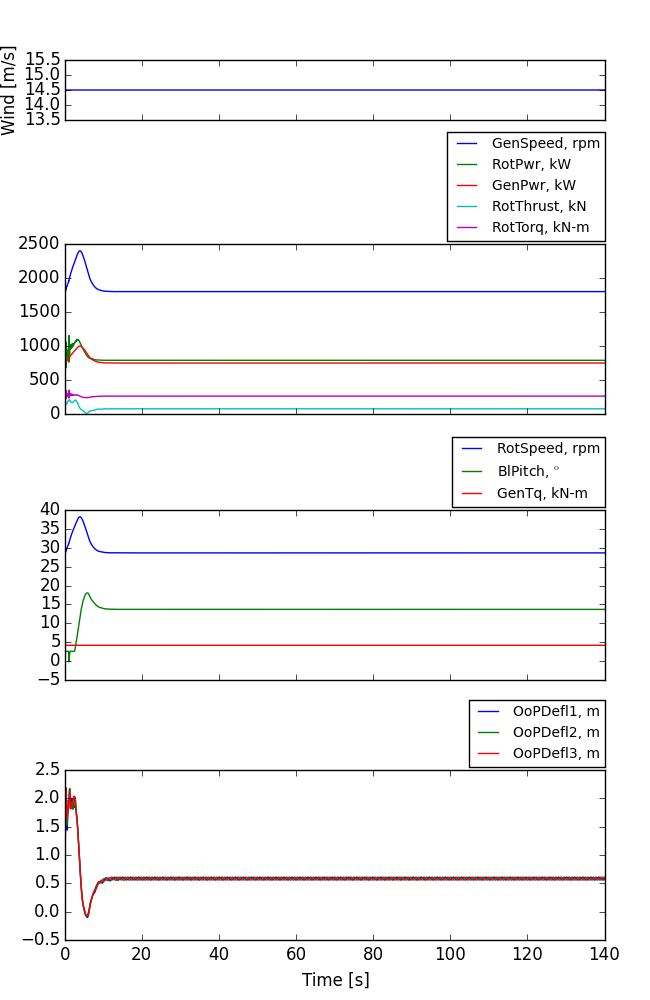 Wind [m/s]
15.5
15.0
14.5
14.0
13.5
GenSpeed, rpm
RotPwr, kW
GenPwr, kW
RotThrust, kN
RotTorq, kN-m
2500
2000
1500
1000
500
0
RotSpeed, rpm
BlPitch, °
GenTq, kN-m
40
35
30
25
20
15
10
5
0
−5
OoPDefl1, m
OoPDefl2, m
OoPDefl3, m
2.5
2.0
1.5
1.0
0.5
0.0
−0.5
0 20 40 60 80 100 120 140
Time [s]